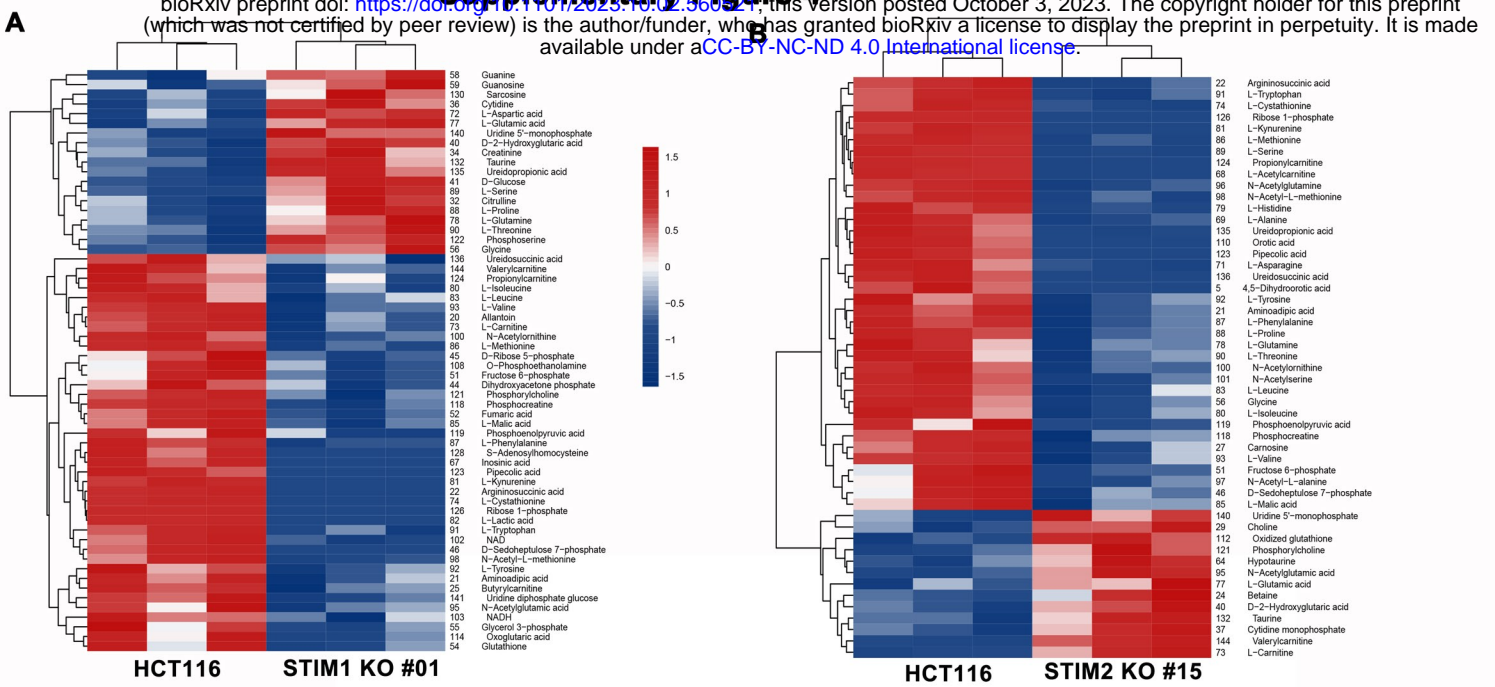 bioRxiv preprint doi: https://doi.org/10.1101/2023.10.02.560521; this version posted October 3, 2023. The copyright holder for this preprint
(which was not certified by peer review) is the author/funder, who has granted bioRxiv a license to display the preprint in perpetuity. It is made
available under aCC-BY-NC-ND 4.0 International license.
A
58 Guanine
59 Guanosine
130 Sarcosine
36 Cytidine
72 L−Aspartic acid
77 L−Glutamic acid
140 Uridine 5'−monophosphate
40 D−2−Hydroxyglutaric acid
34 Creatinine
132 Taurine
135 Ureidopropionic acid
41 D−Glucose
89 L−Serine
32 Citrulline
88 L−Proline
78 L−Glutamine
90 L−Threonine
122 Phosphoserine
56 Glycine
136 Ureidosuccinic acid
144 Valerylcarnitine
124 Propionylcarnitine
80 L−Isoleucine
83 L−Leucine
93 L−Valine
20 Allantoin
73 L−Carnitine
100 N−Acetylornithine
86 L−Methionine
45 D−Ribose 5−phosphate
108 O−Phosphoethanolamine
51 Fructose 6−phosphate
44 Dihydroxyacetone phosphate
121 Phosphorylcholine
118 Phosphocreatine
52 Fumaric acid
85 L−Malic acid
119 Phosphoenolpyruvic acid
87 L−Phenylalanine
128 S−Adenosylhomocysteine
67 Inosinic acid
123 Pipecolic acid
81 L−Kynurenine
22 Argininosuccinic acid
74 L−Cystathionine
126 Ribose 1−phosphate
82 L−Lactic acid
91 L−Tryptophan
102 NAD
46 D−Sedoheptulose 7−phosphate
98 N−Acetyl−L−methionine
92 L−Tyrosine
21 Aminoadipic acid
25 Butyrylcarnitine
141 Uridine diphosphate glucose
95 N−Acetylglutamic acid
103 NADH
55 Glycerol 3−phosphate
114 Oxoglutaric acid
54 Glutathione
HCT116 STIM1 KO #01
1.5
1
0.5
0
−0.5
−1
−1.5
B
22 Argininosuccinic acid
91 L−Tryptophan
74 L−Cystathionine
126 Ribose 1−phosphate
81 L−Kynurenine
86 L−Methionine
89 L−Serine
124 Propionylcarnitine
68 L−Acetylcarnitine
96 N−Acetylglutamine
98 N−Acetyl−L−methionine
79 L−Histidine
69 L−Alanine
135 Ureidopropionic acid
110 Orotic acid
123 Pipecolic acid
71 L−Asparagine
136 Ureidosuccinic acid
5 4,5−Dihydroorotic acid
92 L−Tyrosine
21 Aminoadipic acid
87 L−Phenylalanine
88 L−Proline
78 L−Glutamine
90 L−Threonine
100 N−Acetylornithine
101 N−Acetylserine
83 L−Leucine
56 Glycine
80 L−Isoleucine
119 Phosphoenolpyruvic acid
118 Phosphocreatine
27 Carnosine
93 L−Valine
51 Fructose 6−phosphate
97 N−Acetyl−L−alanine
46 D−Sedoheptulose 7−phosphate
85 L−Malic acid
140 Uridine 5'−monophosphate
29 Choline
112 Oxidized glutathione
121 Phosphorylcholine
64 Hypotaurine
95 N−Acetylglutamic acid
77 L−Glutamic acid
24 Betaine
40 D−2−Hydroxyglutaric acid
132 Taurine
37 Cytidine monophosphate
144 Valerylcarnitine
73 L−Carnitine
HCT116 STIM2 KO #15